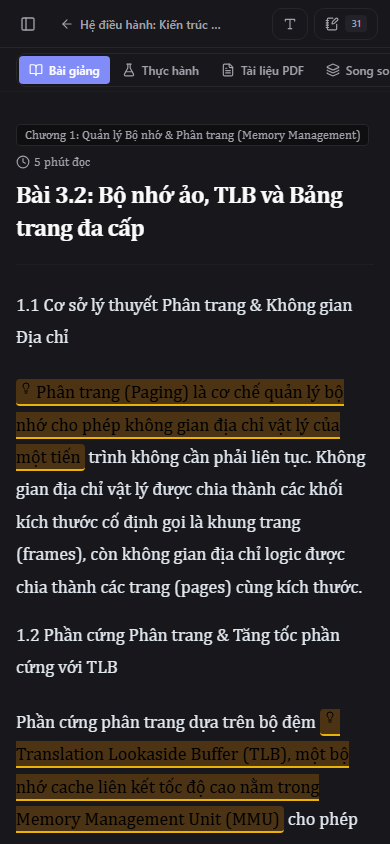 Hệ điều hành: Kiến trúc ...
31
Bài giảng
Thực hành
Tài liệu PDF
Song so
Chương 1: Quản lý Bộ nhớ & Phân trang (Memory Management)
5 phút đọc
Bài 3.2: Bộ nhớ ảo, TLB và Bảng
trang đa cấp
1.1 Cơ sở lý thuyết Phân trang & Không gian
Địa chỉ
Phân trang (Paging) là cơ chế quản lý bộ
nhớ cho phép không gian địa chỉ vật lý của
một tiến trình không cần phải liên tục. Không
gian địa chỉ vật lý được chia thành các khối
kích thước cố định gọi là khung trang
(frames), còn không gian địa chỉ logic được
chia thành các trang (pages) cùng kích thước.
1.2 Phần cứng Phân trang & Tăng tốc phần
cứng với TLB
Phần cứng phân trang dựa trên bộ đệm
Translation Lookaside Buffer (TLB), một bộ
nhớ cache liên kết tốc độ cao nằm trong
Memory Management Unit (MMU) cho phép